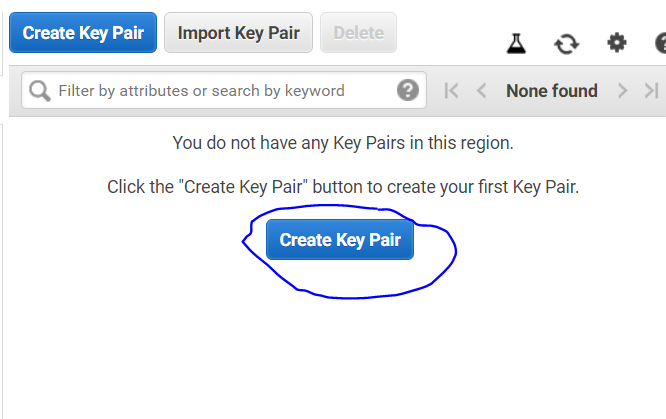 Create Key Pair Import Key Pair Delete
Filter by attributes or search by keyword ? None found
You do not have any Key Pairs in this region.
Click the "Create Key Pair" button to create your first Key Pair.
Create Key Pair